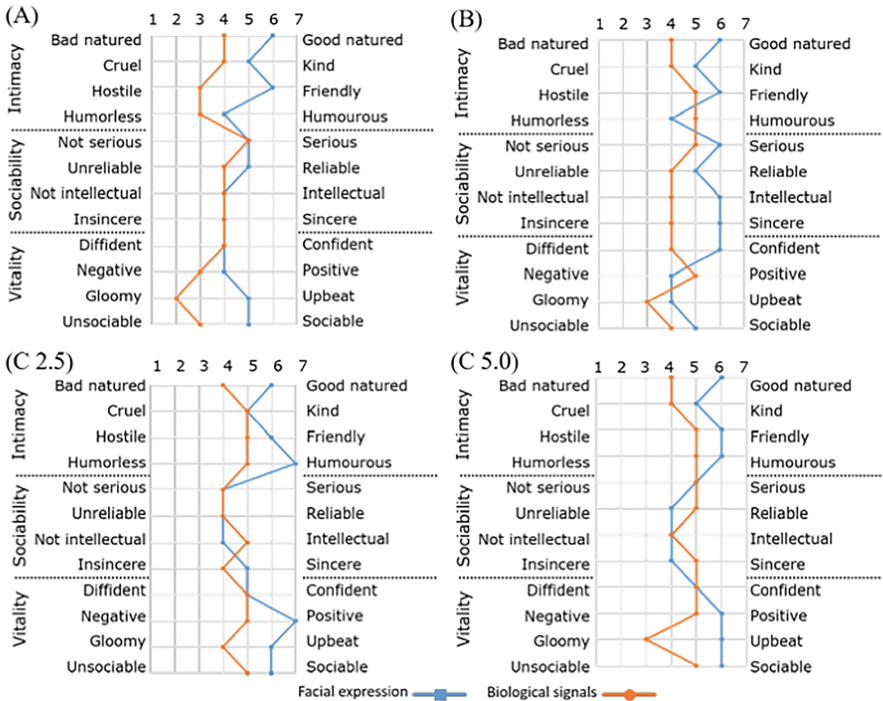 (A)
1 2 3 4 5 6 7
Intimacy
Bad natured Good natured
Cruel Kind
Hostile Friendly
Humorless Humourous
Sociability
Not serious Serious
Unreliable Reliable
Not intellectual Intellectual
Insincere Sincere
Vitality
Diffident Confident
Negative Positive
Gloomy Upbeat
Unsociable Sociable
(B)
1 2 3 4 5 6 7
Intimacy
Bad natured Good natured
Cruel Kind
Hostile Friendly
Humorless Humourous
Sociability
Not serious Serious
Unreliable Reliable
Not intellectual Intellectual
Insincere Sincere
Vitality
Diffident Confident
Negative Positive
Gloomy Upbeat
Unsociable Sociable
(C 2.5)
1 2 3 4 5 6 7
Intimacy
Bad natured Good natured
Cruel Kind
Hostile Friendly
Humorless Humourous
Sociability
Not serious Serious
Unreliable Reliable
Not intellectual Intellectual
Insincere Sincere
Vitality
Diffident Confident
Negative Positive
Gloomy Upbeat
Unsociable Sociable
(C 5.0)
1 2 3 4 5 6 7
Intimacy
Bad natured Good natured
Cruel Kind
Hostile Friendly
Humorless Humourous
Sociability
Not serious Serious
Unreliable Reliable
Not intellectual Intellectual
Insincere Sincere
Vitality
Diffident Confident
Negative Positive
Gloomy Upbeat
Unsociable Sociable
Facial expression Biological signals